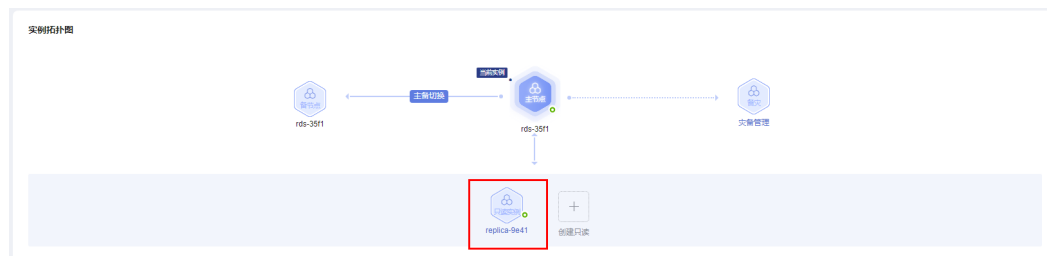 实例拓扑图
当前实例
备节点
主备切换
主节点
容灾
rds-35f1
rds-35f1
灾备管理
只读实例
replica-9e41
创建只读